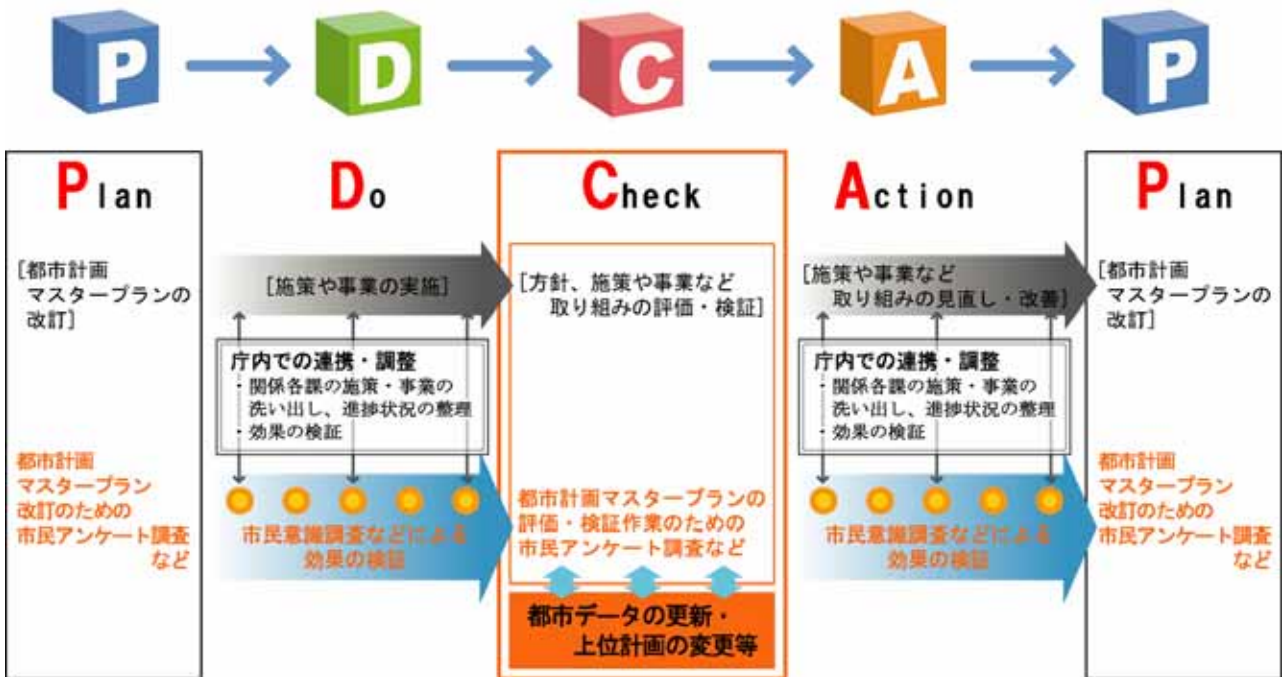 P
D
C
A
P
Plan
[都市計画
マスタープランの
改訂]
都市計画
マスタープラン
改訂のための
市民アンケート調査
など
Do
[施策や事業の実施]
庁内での連携・調整
・関係各課の施策・事業の
洗い出し、進捗状況の整理
・効果の検証
市民意識調査などによる
効果の検証
Check
[方針、施策や事業など
取り組みの評価・検証]
都市計画マスタープランの
評価・検証作業のための
市民アンケート調査など
都市データの更新・
上位計画の変更等
Action
[施策や事業など
取り組みの見直し・改善]
庁内での連携・調整
・関係各課の施策・事業の
洗い出し、進捗状況の整理
・効果の検証
市民意識調査などによる
効果の検証
Plan
[都市計画
マスタープランの
改訂]
都市計画
マスタープラン
改訂のための
市民アンケート調査
など